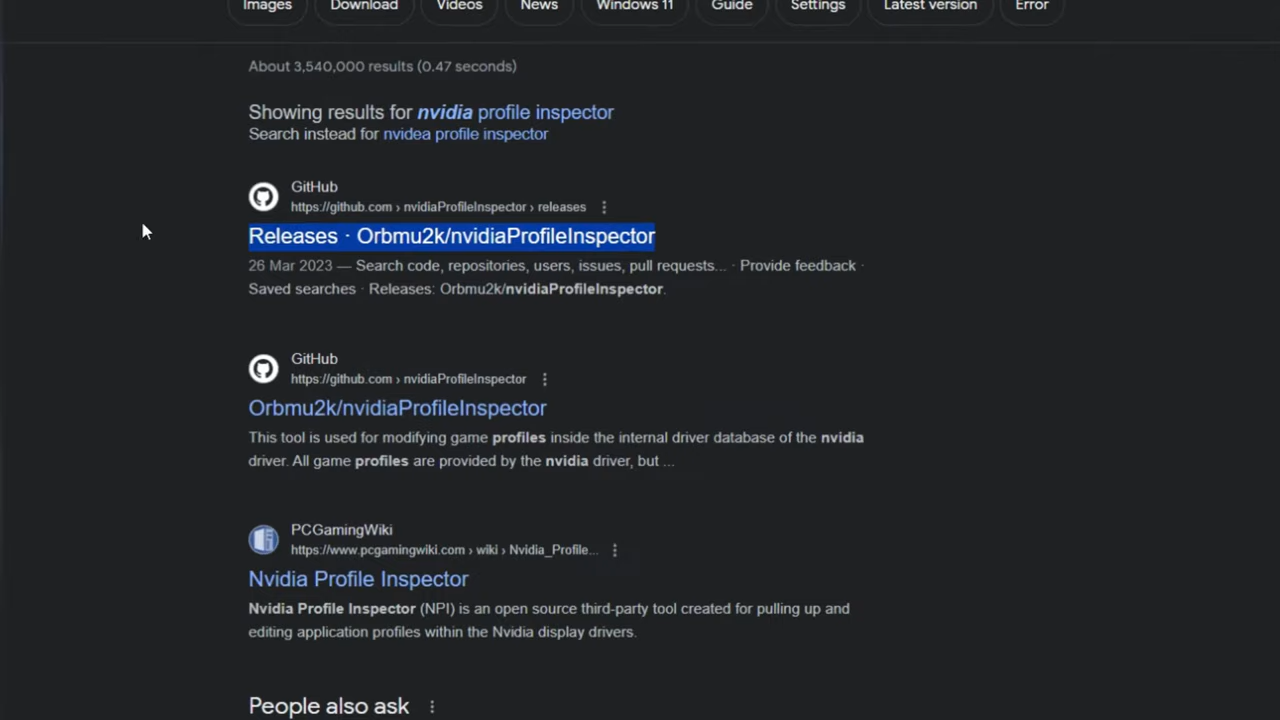 Images Download Videos News Windows 11 Guide Settings Latest version Error
About 3,540,000 results (0.47 seconds)
Showing results for nvidia profile inspector
Search instead for nvidea profile inspector
GitHub
https://github.com › nvidiaProfileInspector › releases
Releases · Orbmu2k/nvidiaProfileInspector
26 Mar 2023 — Search code, repositories, users, issues, pull requests... · Provide feedback ·
Saved searches · Releases: Orbmu2k/nvidiaProfileInspector.
GitHub
https://github.com › nvidiaProfileInspector
Orbmu2k/nvidiaProfileInspector
This tool is used for modifying game profiles inside the internal driver database of the nvidia
driver. All game profiles are provided by the nvidia driver, but ...
PCGamingWiki
https://www.pcgamingwiki.com › wiki › Nvidia_Profile...
Nvidia Profile Inspector
Nvidia Profile Inspector (NPI) is an open source third-party tool created for pulling up and
editing application profiles within the Nvidia display drivers.
People also ask